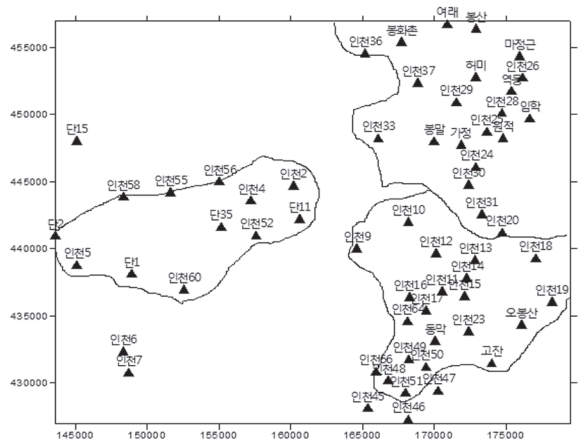 여래
봉산
봉화촌
455000
인천36
마정근
허미
인천26
인천37
역동
인천29
450000
인천28
임학
단15
인천33
인천25
원적
봉말
가정
인천24
445000
인천58
인천55
인천56
인천2
인천30
인천4
단11
인천10
인천31
단2
단35
인천52
인천20
440000
인천5
단1
인천9
인천12
인천13
인천18
인천60
인천14
인천16
인천11
인천15
인천19
인천17
435000
인천64
오봉산
인천6
동막
인천23
인천7
인천49
인천50
고잔
430000
인천66
인천48
인천51
인천47
인천45
인천46
145000
150000
155000
160000
165000
170000
175000